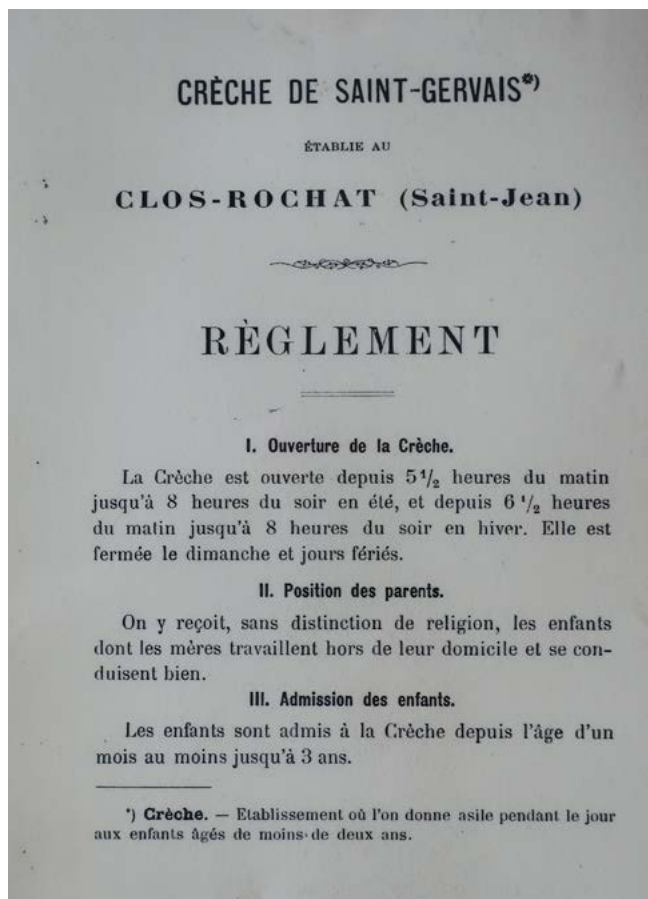 CRÈCHE DE SAINT-GERVAIS*)
ÉTABLIE AU
CLOS-ROCHAT (Saint-Jean)
RÈGLEMENT
I. Ouverture de la Crèche.
La Crèche est ouverte depuis 5 1/2 heures du matin
jusqu'à 8 heures du soir en été, et depuis 6 1/2 heures
du matin jusqu'à 8 heures du soir en hiver. Elle est
fermée le dimanche et jours fériés.
II. Position des parents.
On y reçoit, sans distinction de religion, les enfants
dont les mères travaillent hors de leur domicile et se con-
duisent bien.
III. Admission des enfants.
Les enfants sont admis à la Crèche depuis l'âge d'un
mois au moins jusqu'à 3 ans.
*) Crèche. — Etablissement où l'on donne asile pendant le jour
aux enfants âgés de moins de deux ans.